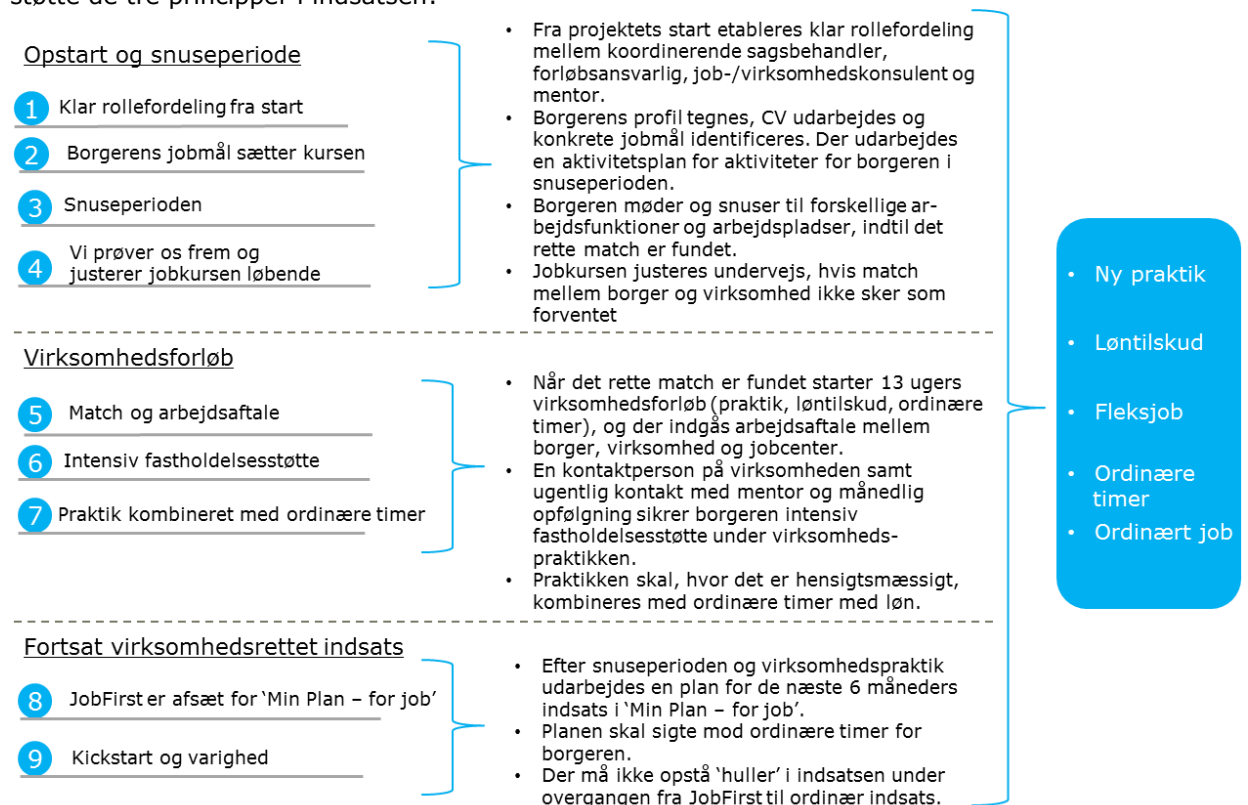 støtte de tre principper i indsatsen:
Opstart og snuseperiode
1 Klar rollefordeling fra start
2 Borgerens jobmål sætter kursen
3 Snuseperioden
4 Vi prøver os frem og
justerer jobkursen løbende
• Fra projektets start etableres klar rollefordeling
mellem koordinerende sagsbehandler,
forløbsansvarlig, job-/virksomhedskonsulent og
mentor.
• Borgerens profil tegnes, CV udarbejdes og
konkrete jobmål identificeres. Der udarbejdes
en aktivitetsplan for aktiviteter for borgeren i
snuseperioden.
• Borgeren møder og snuser til forskellige ar-
bejdsfunktioner og arbejdspladser, indtil det
rette match er fundet.
• Jobkursen justeres undervejs, hvis match
mellem borger og virksomhed ikke sker som
forventet
Virksomhedsforløb
5 Match og arbejdsaftale
6 Intensiv fastholdelsesstøtte
7 Praktik kombineret med ordinære timer
• Når det rette match er fundet starter 13 ugers
virksomhedsforløb (praktik, løntilskud, ordinære
timer), og der indgås arbejdsaftale mellem
borger, virksomhed og jobcenter.
• En kontaktperson på virksomheden samt
ugentlig kontakt med mentor og månedlig
opfølgning sikrer borgeren intensiv
fastholdelsesstøtte under virksomheds-
praktikken.
• Praktikken skal, hvor det er hensigtsmæssigt,
kombineres med ordinære timer med løn.
Fortsat virksomhedsrettet indsats
8 JobFirst er afsæt for ‘Min Plan – for job’
9 Kickstart og varighed
• Efter snuseperioden og virksomhedspraktik
udarbejdes en plan for de næste 6 måneders
indsats i ‘Min Plan – for job’.
• Planen skal sigte mod ordinære timer for
borgeren.
• Der må ikke opstå ‘huller’ i indsatsen under
overgangen fra JobFirst til ordinær indsats.
• Ny praktik
• Løntilskud
• Fleksjob
• Ordinære
timer
• Ordinært job